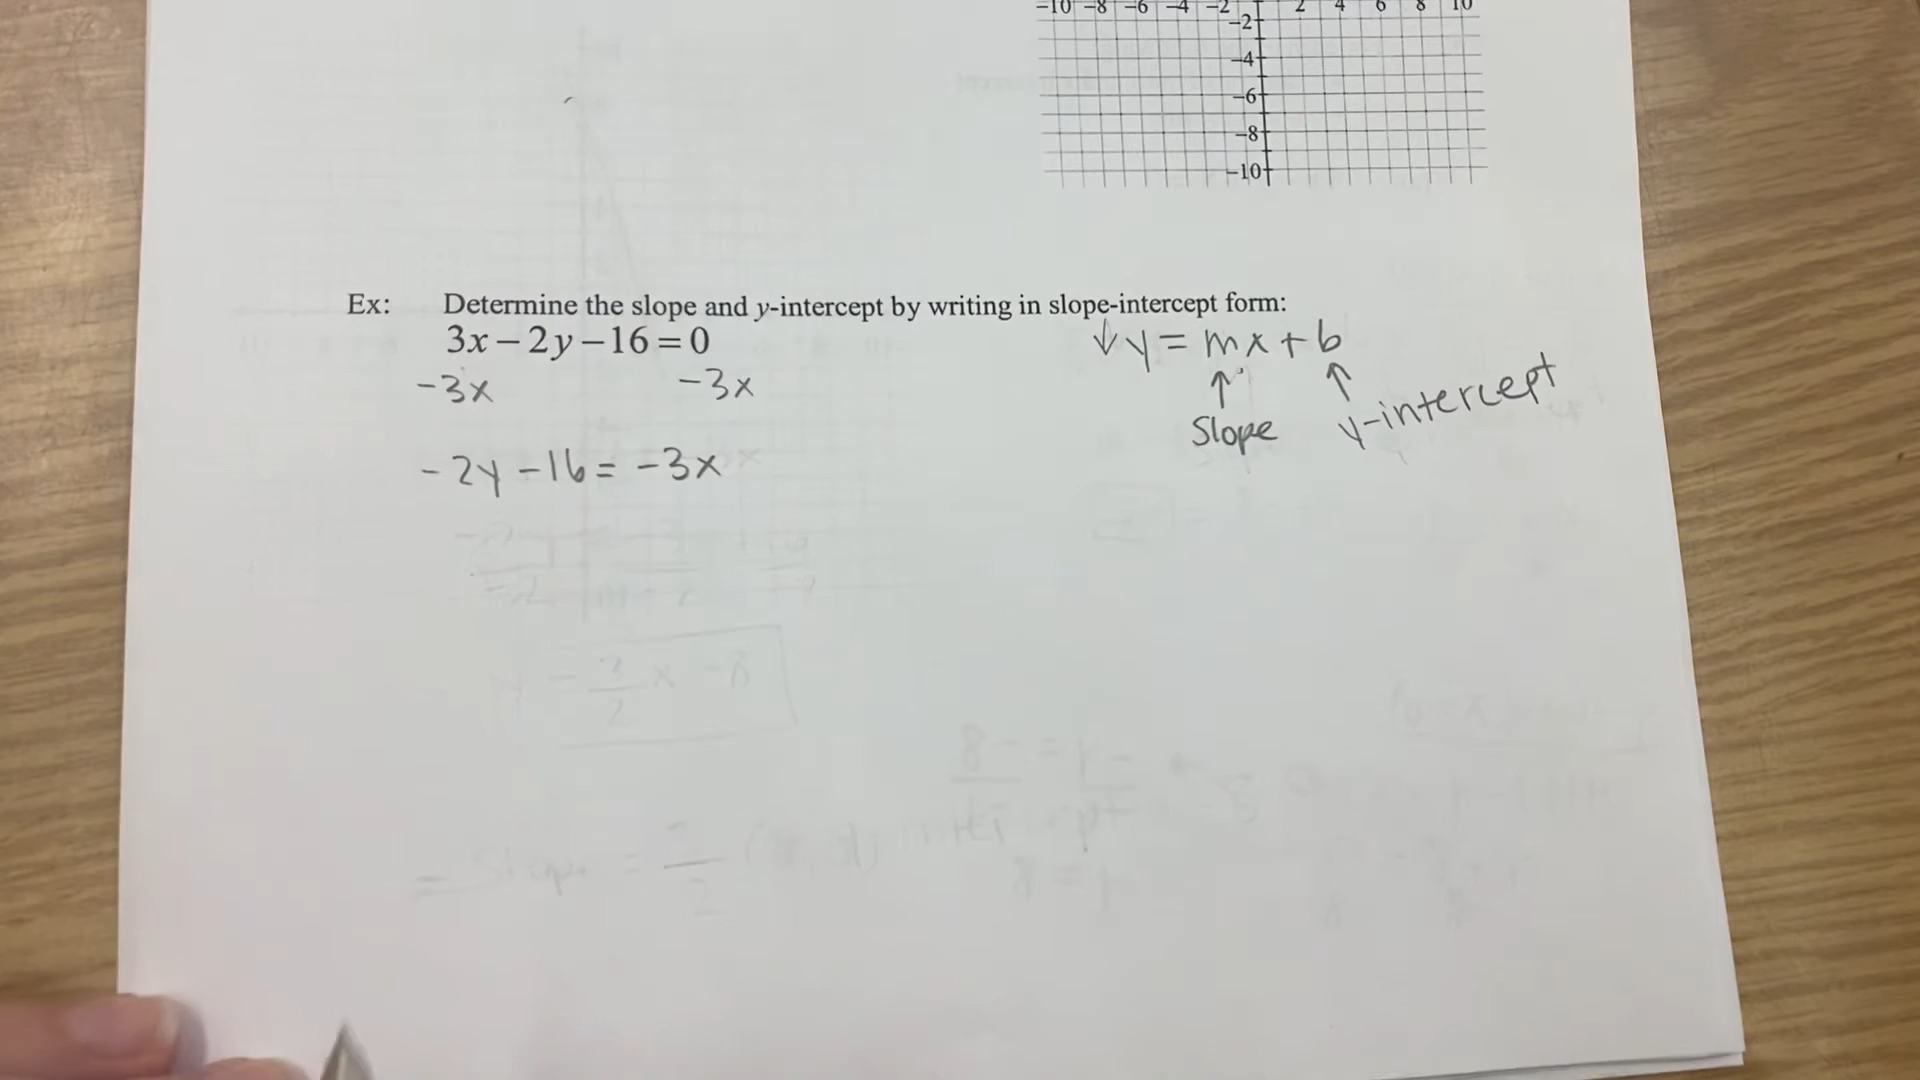 -10 -8 -6 -4 -2 2 4 6 8 10
-2
-4
-6
-8
-10
Ex: Determine the slope and y-intercept by writing in slope-intercept form:
3x – 2y – 16 = 0
↓ y = mx + b
-3x -3x
↑ ↑
Slope y-intercept
-2y - 16 = -3x